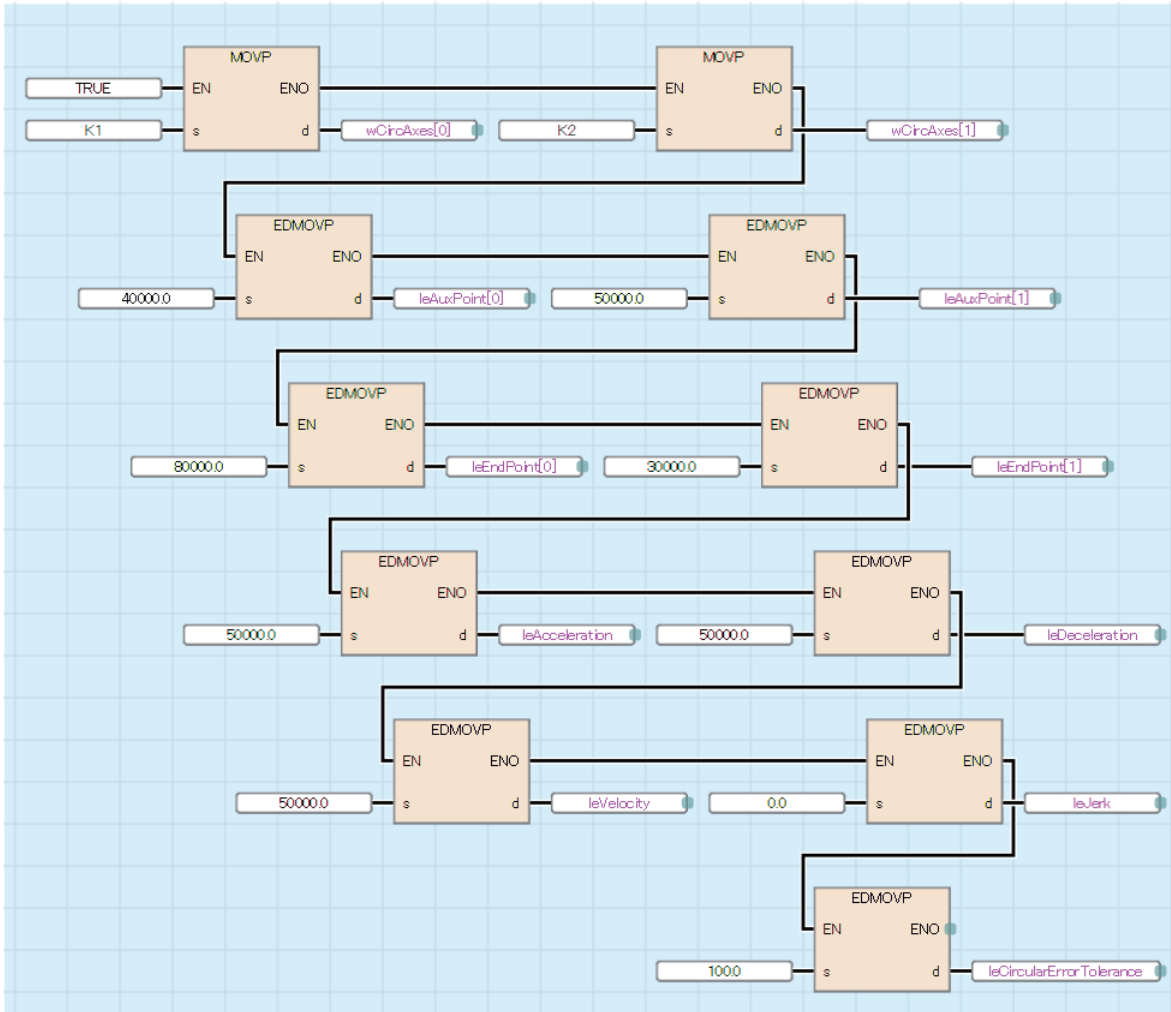 MOVP MOVP
TRUE EN ENO EN ENO
K1 s d wCircAxes[0] K2 s d wCircAxes[1]
EDMOVP EDMOVP
EN ENO EN ENO
40000.0 s d leAuxPoint[0] 50000.0 s d leAuxPoint[1]
EDMOVP EDMOVP
EN ENO EN ENO
80000.0 s d leEndPoint[0] 30000.0 s d leEndPoint[1]
EDMOVP EDMOVP
EN ENO EN ENO
50000.0 s d leAcceleration 50000.0 s d leDeceleration
EDMOVP EDMOVP
EN ENO EN ENO
50000.0 s d leVelocity 0.0 s d leJerk
EDMOVP
EN ENO
100.0 s d leCircularErrorTolerance